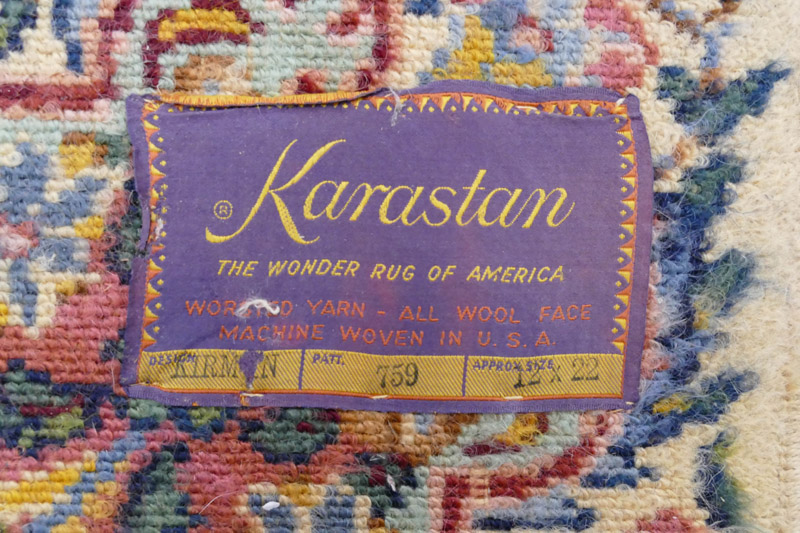 Karastan
®
THE WONDER RUG OF AMERICA
WORSTED YARN - ALL WOOL FACE
MACHINE WOVEN IN U.S.A.
DESIGN KIRMAN PATT. 759 APPROX. SIZE 12 X 22